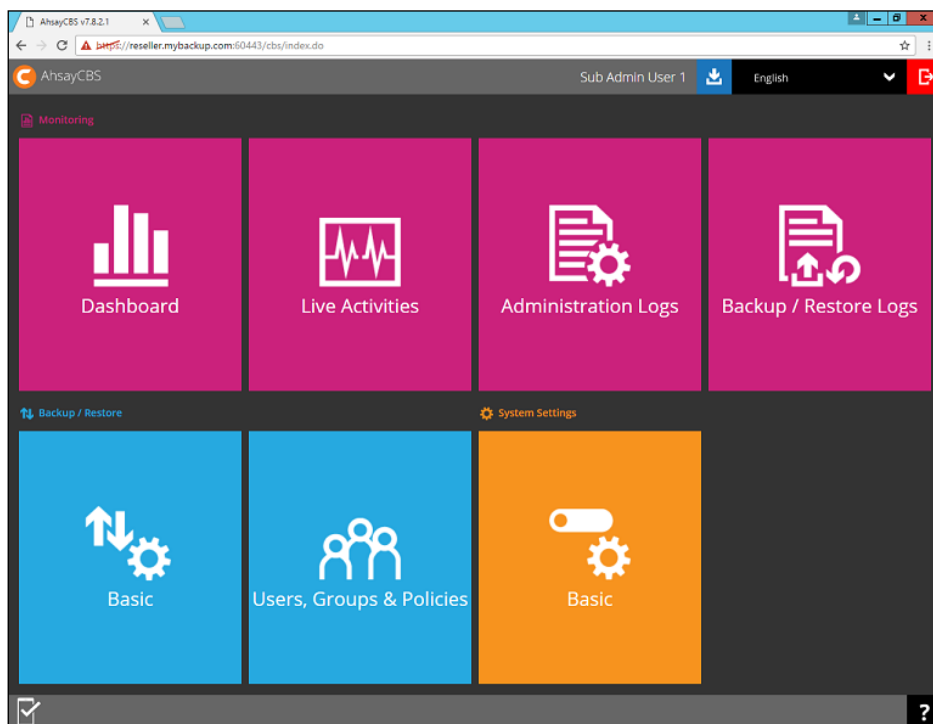 AhsayCBS v7.8.2.1
https://reseller.mybackup.com:60443/cbs/index.do
AhsayCBS
Sub Admin User 1
English
Monitoring
Dashboard
Live Activities
Administration Logs
Backup / Restore Logs
Backup / Restore
System Settings
Basic
Users, Groups & Policies
Basic
?